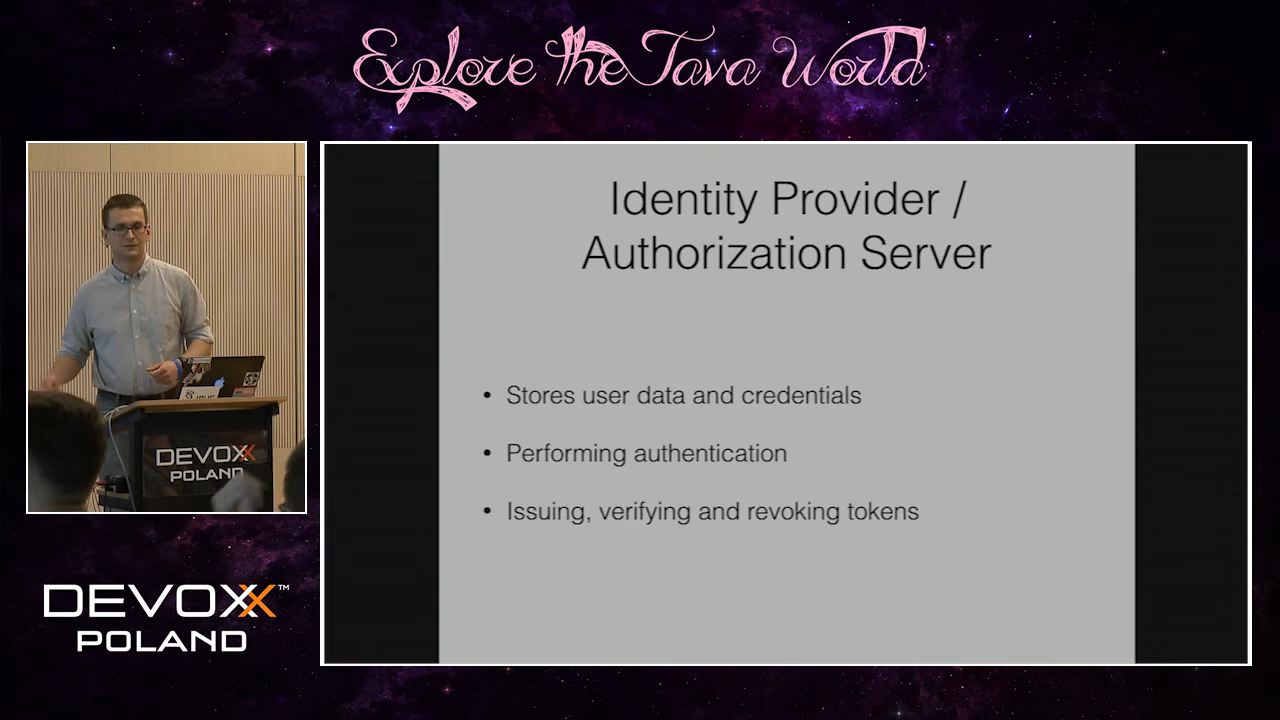 Explore the Java World
Identity Provider /
Authorization Server
• Stores user data and credentials
• Performing authentication
• Issuing, verifying and revoking tokens
DEVOXX
POLAND
DEVOXX™
POLAND